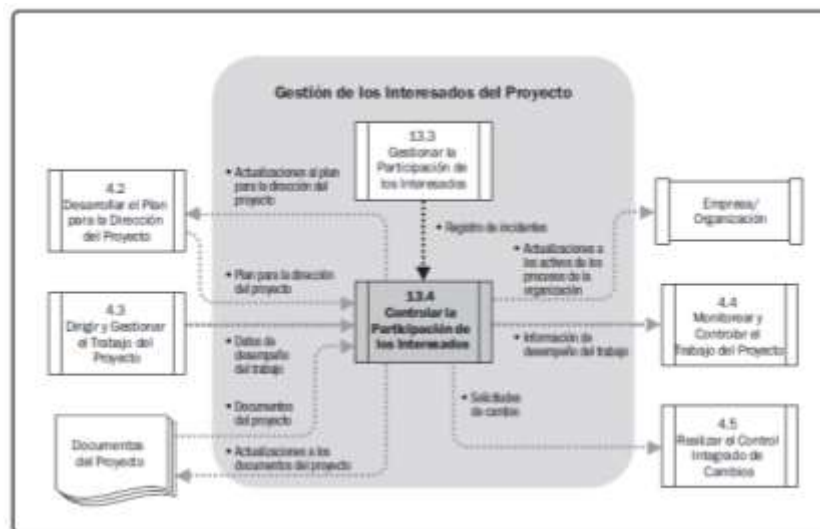 Gestión de los Interesados del Proyecto
13.3
Gestionar la
Participación de
los Interesados
• Actualizaciones al plan
para la dirección del
proyecto
4.2
Desarrollar el Plan
para la Dirección
del Proyecto
Empresa/
Organización
• Registro de incidentes
• Actualizaciones a
los activos de los
procesos de la
organización
• Plan para la dirección
del proyecto
13.4
Controlar la
Participación de
los Interesados
4.3
Dirigir y Gestionar
el Trabajo del
Proyecto
4.4
Monitorear y
Controlar el
Trabajo del Proyecto
• Datos de
desempeño
del trabajo
• Información de
desempeño del trabajo
• Documentos
del proyecto
• Solicitudes
de cambio
Documentos
del Proyecto
• Actualizaciones a los
documentos del proyecto
4.5
Realizar el Control
Integrado de
Cambios